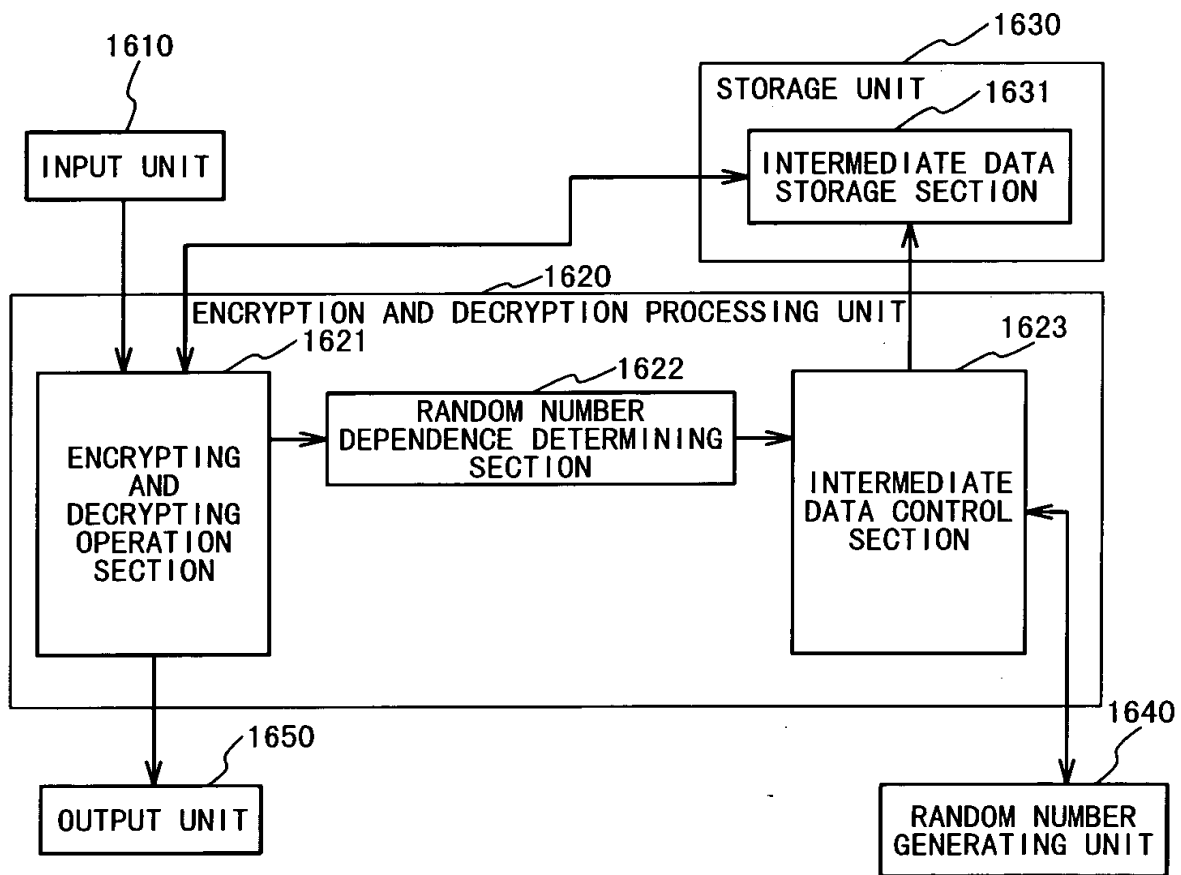 1610
INPUT UNIT
1630
STORAGE UNIT
1631
INTERMEDIATE DATA
STORAGE SECTION
1620
ENCRYPTION AND DECRYPTION PROCESSING UNIT
1621
ENCRYPTING
AND
DECRYPTING
OPERATION
SECTION
1622
RANDOM NUMBER
DEPENDENCE DETERMINING
SECTION
1623
INTERMEDIATE
DATA CONTROL
SECTION
1650
OUTPUT UNIT
1640
RANDOM NUMBER
GENERATING UNIT